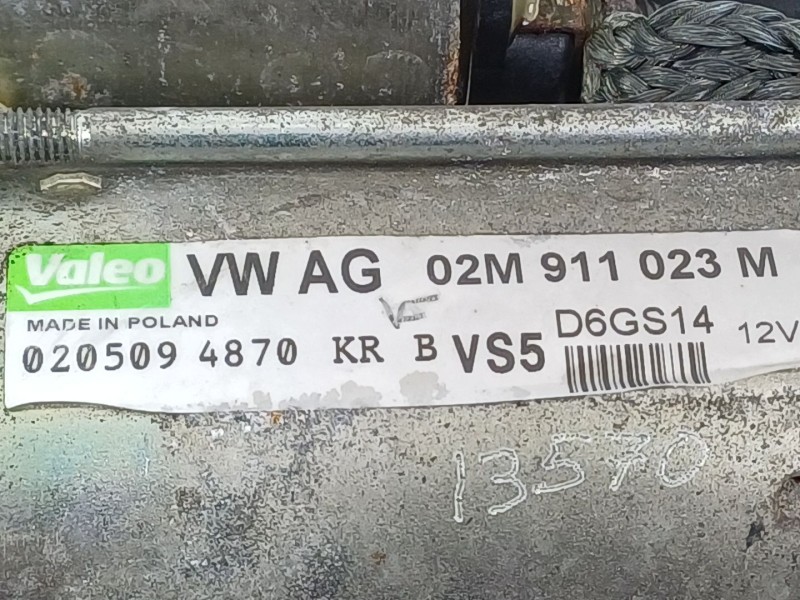 Valeo VW AG 02M 911 023 M
MADE IN POLAND D6GS14 12V
020509 4870 KR B VS5
13570